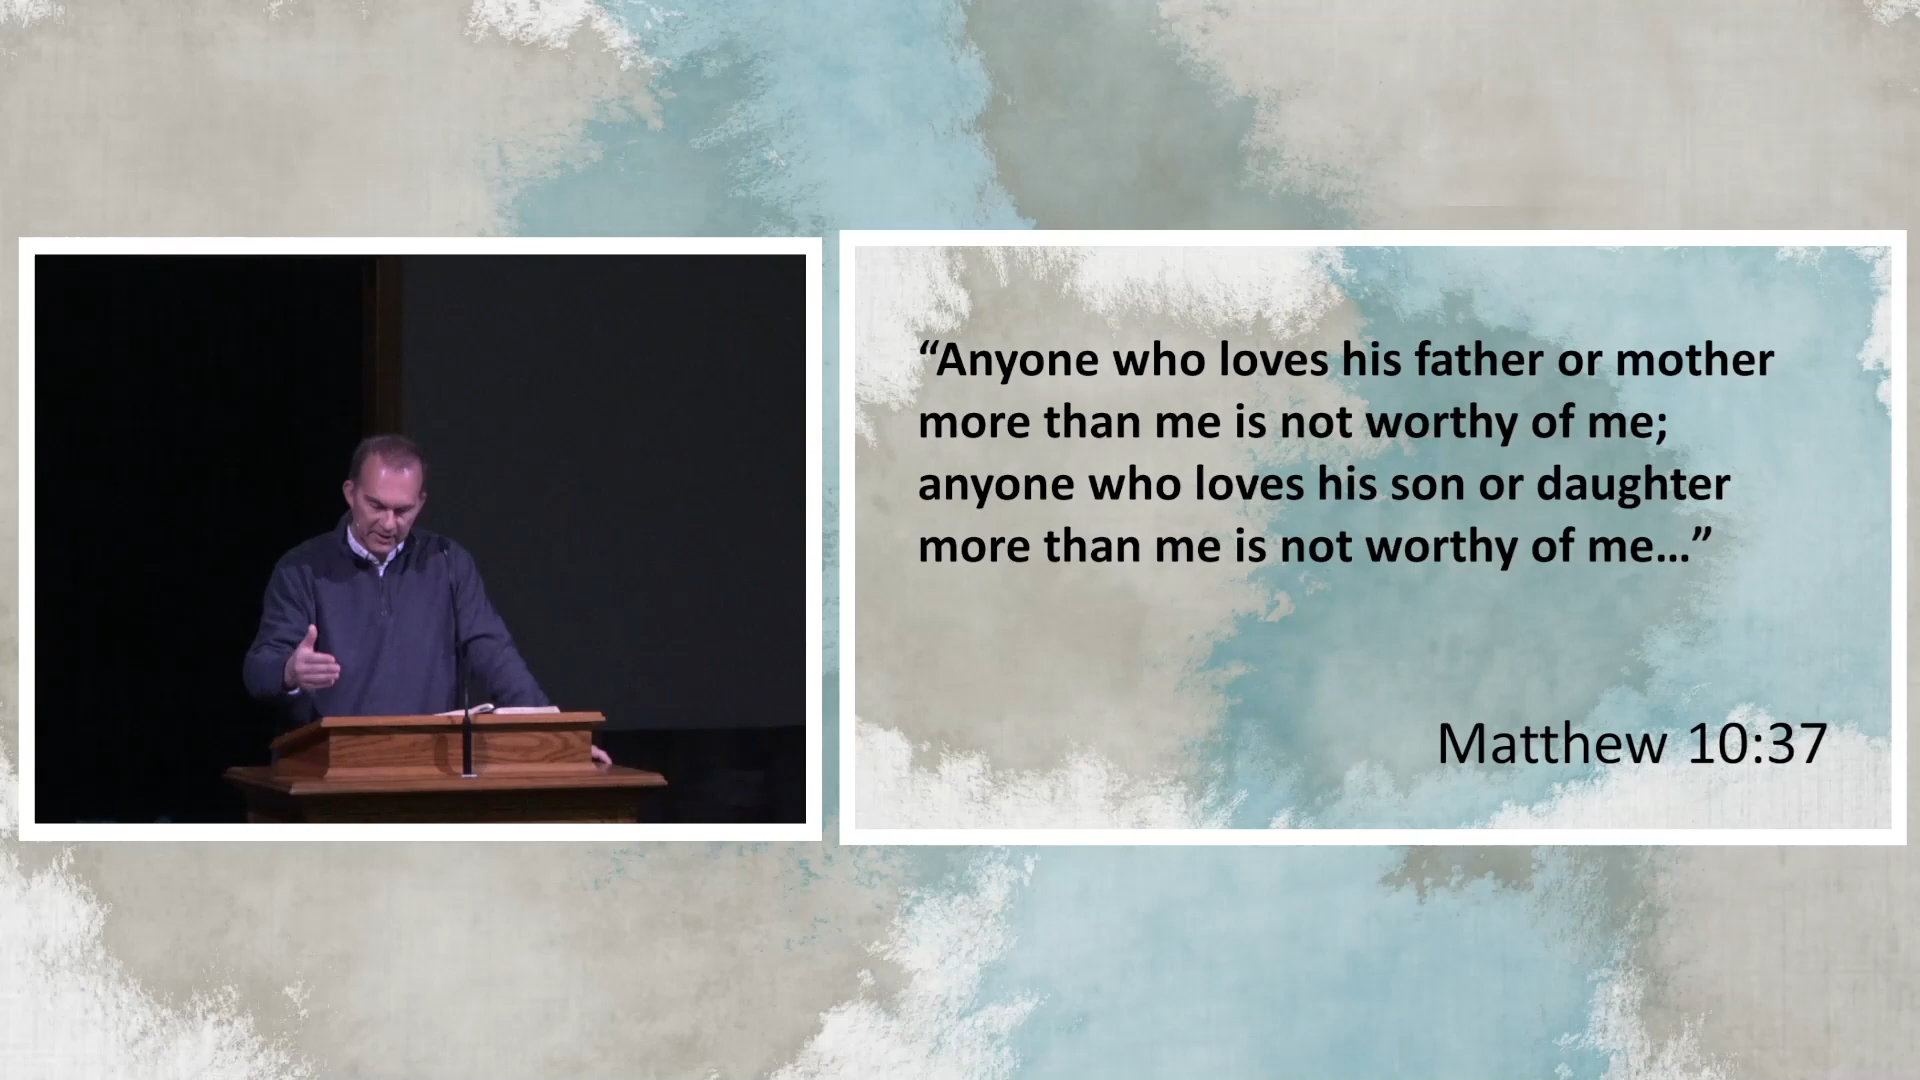 “Anyone who loves his father or mother
more than me is not worthy of me;
anyone who loves his son or daughter
more than me is not worthy of me…”
Matthew 10:37